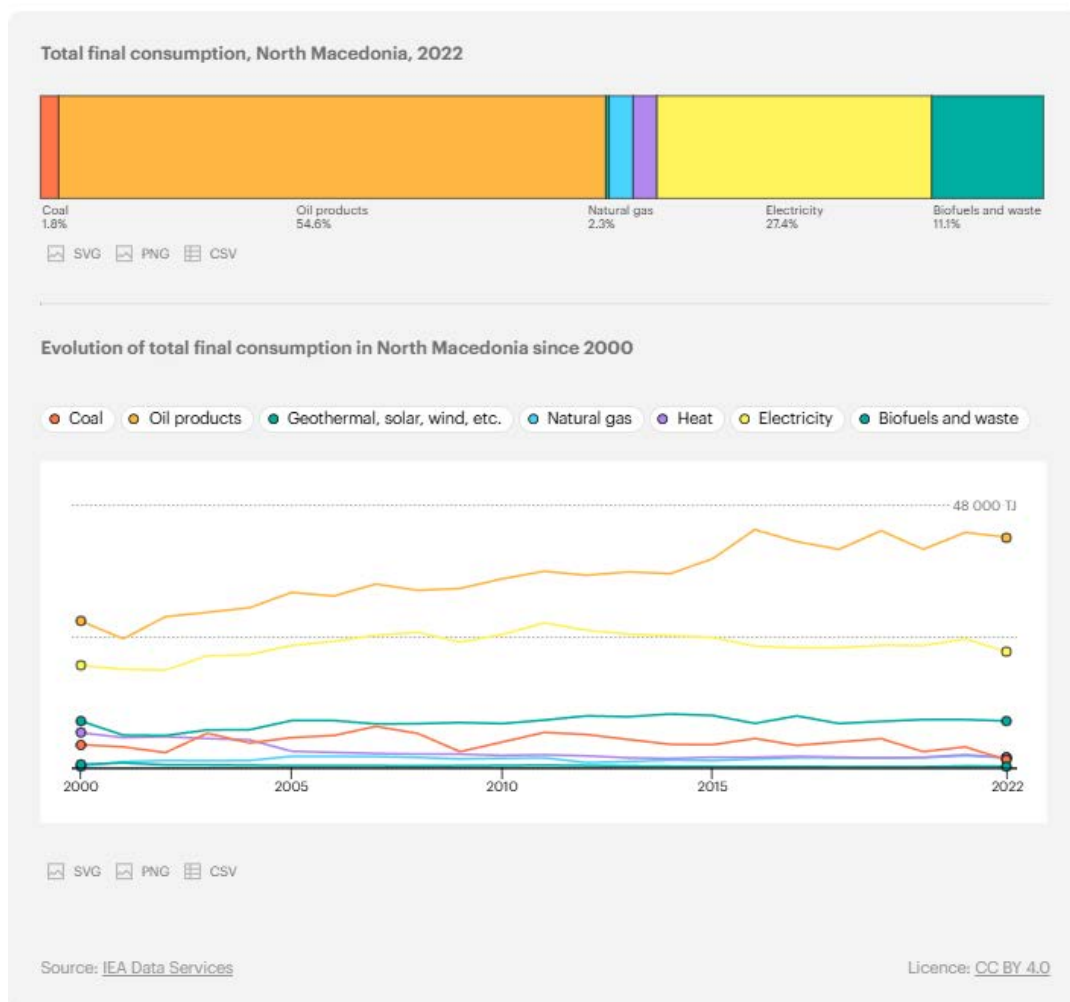 Total final consumption, North Macedonia, 2022
Coal Oil products Natural gas Electricity Biofuels and waste
1.8% 54.6% 2.3% 27.4% 11.1%
SVG PNG CSV
Evolution of total final consumption in North Macedonia since 2000
Coal Oil products Geothermal, solar, wind, etc. Natural gas Heat Electricity Biofuels and waste
48 000 TJ
2000 2005 2010 2015 2022
SVG PNG CSV
Source: IEA Data Services Licence: CC BY 4.0